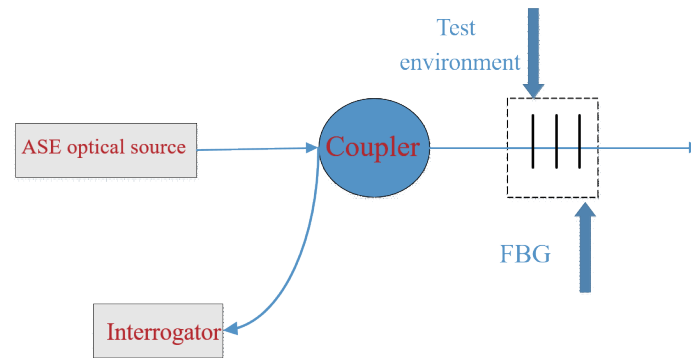 Test
environment
ASE optical source
Coupler
FBG
Interrogator